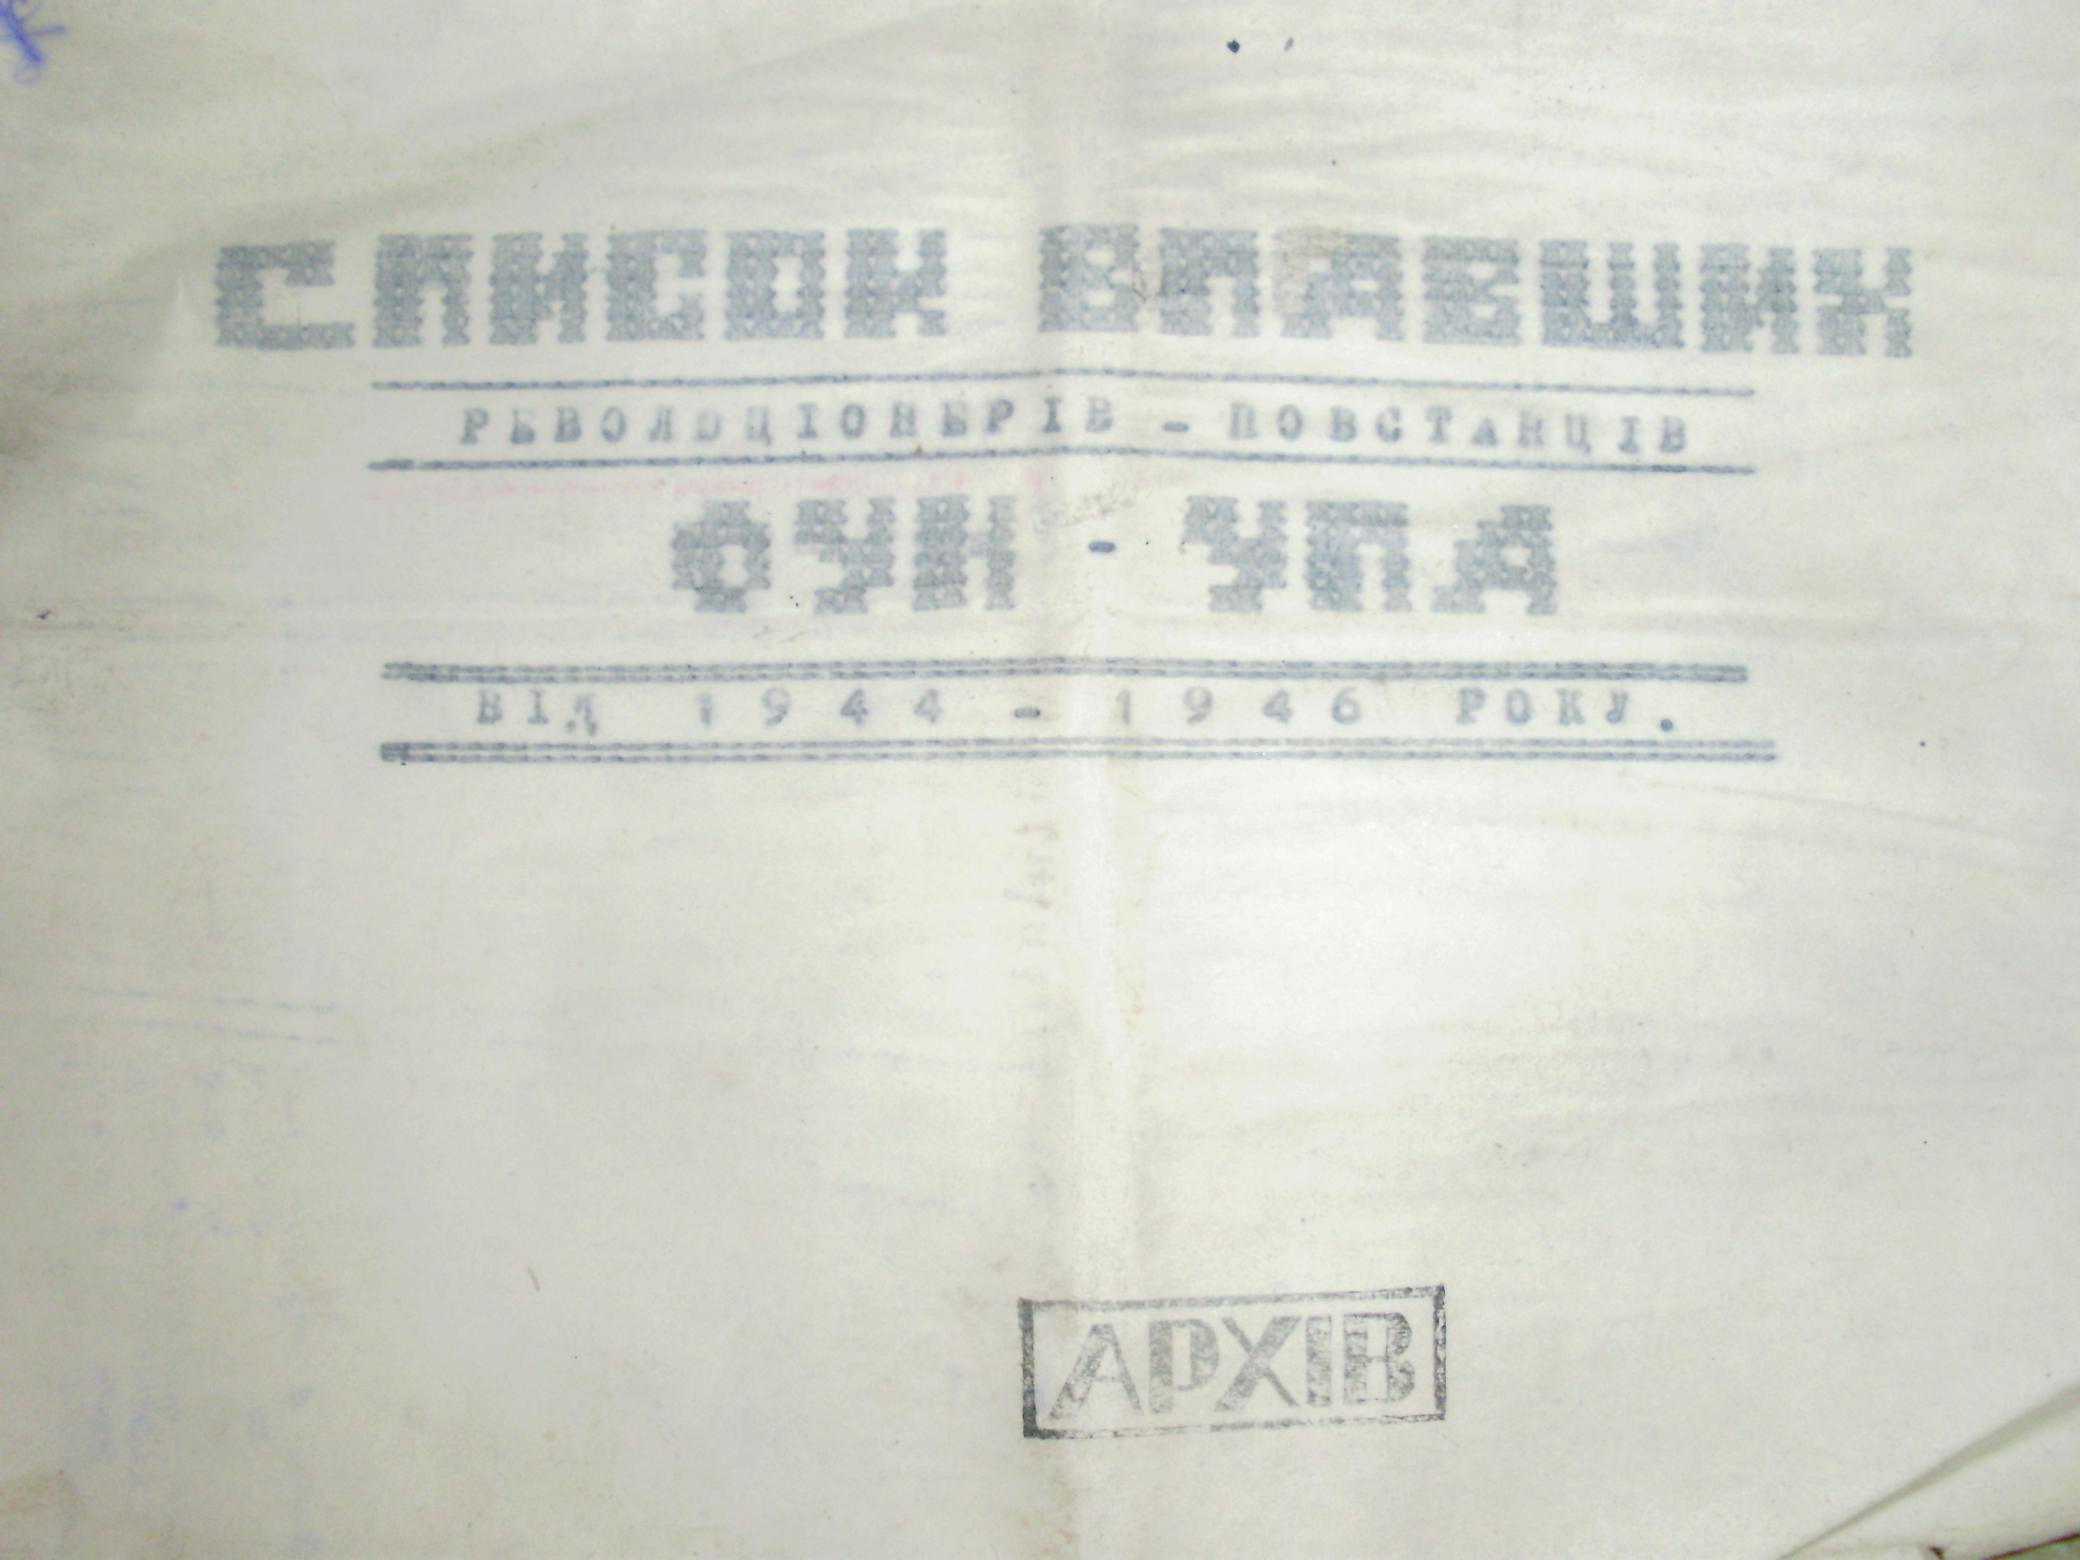 СПИСОК ВПАВШИХ
РЕВОЛЮЦІОНЕРІВ - ПОВСТАНЦІВ
ОУН - УПА
ВІД 1944 - 1946 РОКУ.
АРХІВ